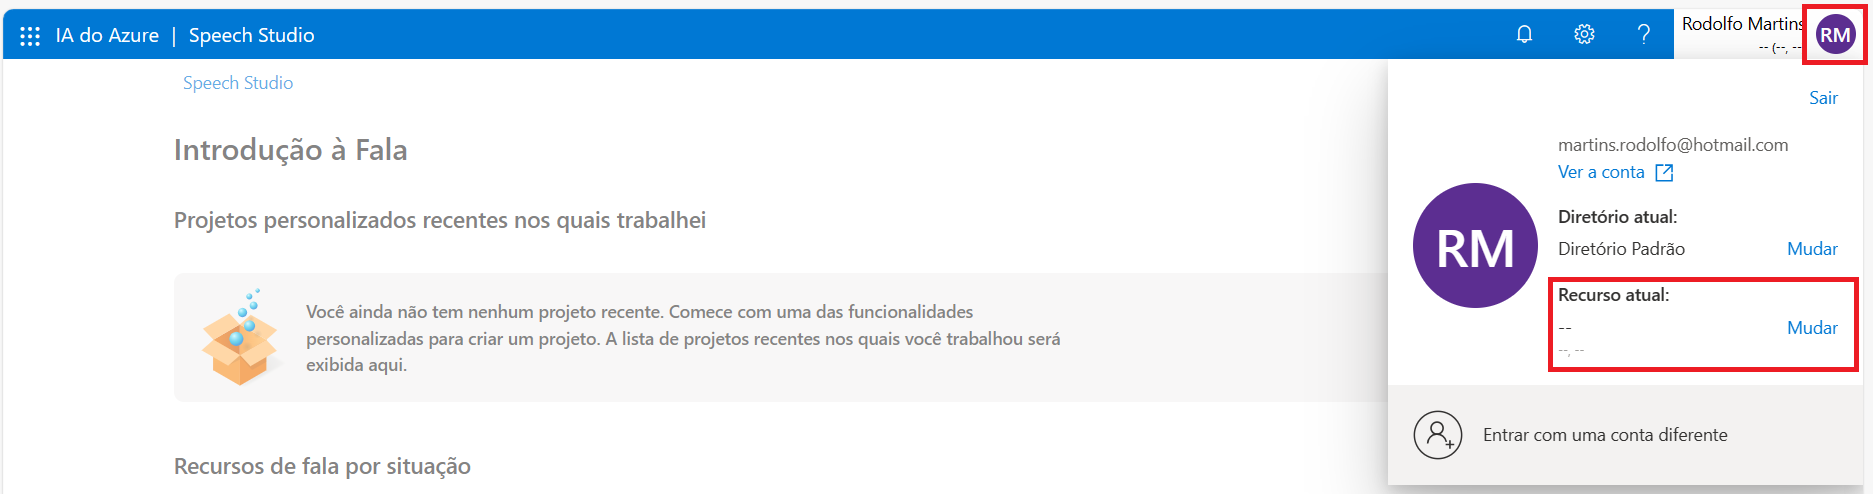 IA do Azure | Speech Studio
Rodolfo Martins
-- (--, --
RM
Speech Studio
Introdução à Fala
Projetos personalizados recentes nos quais trabalhei
Você ainda não tem nenhum projeto recente. Comece com uma das funcionalidades
personalizadas para criar um projeto. A lista de projetos recentes nos quais você trabalhou será
exibida aqui.
Recursos de fala por situação
Sair
martins.rodolfo@hotmail.com
Ver a conta
RM
Diretório atual:
Diretório Padrão Mudar
Recurso atual:
-- Mudar
--, --
Entrar com uma conta diferente